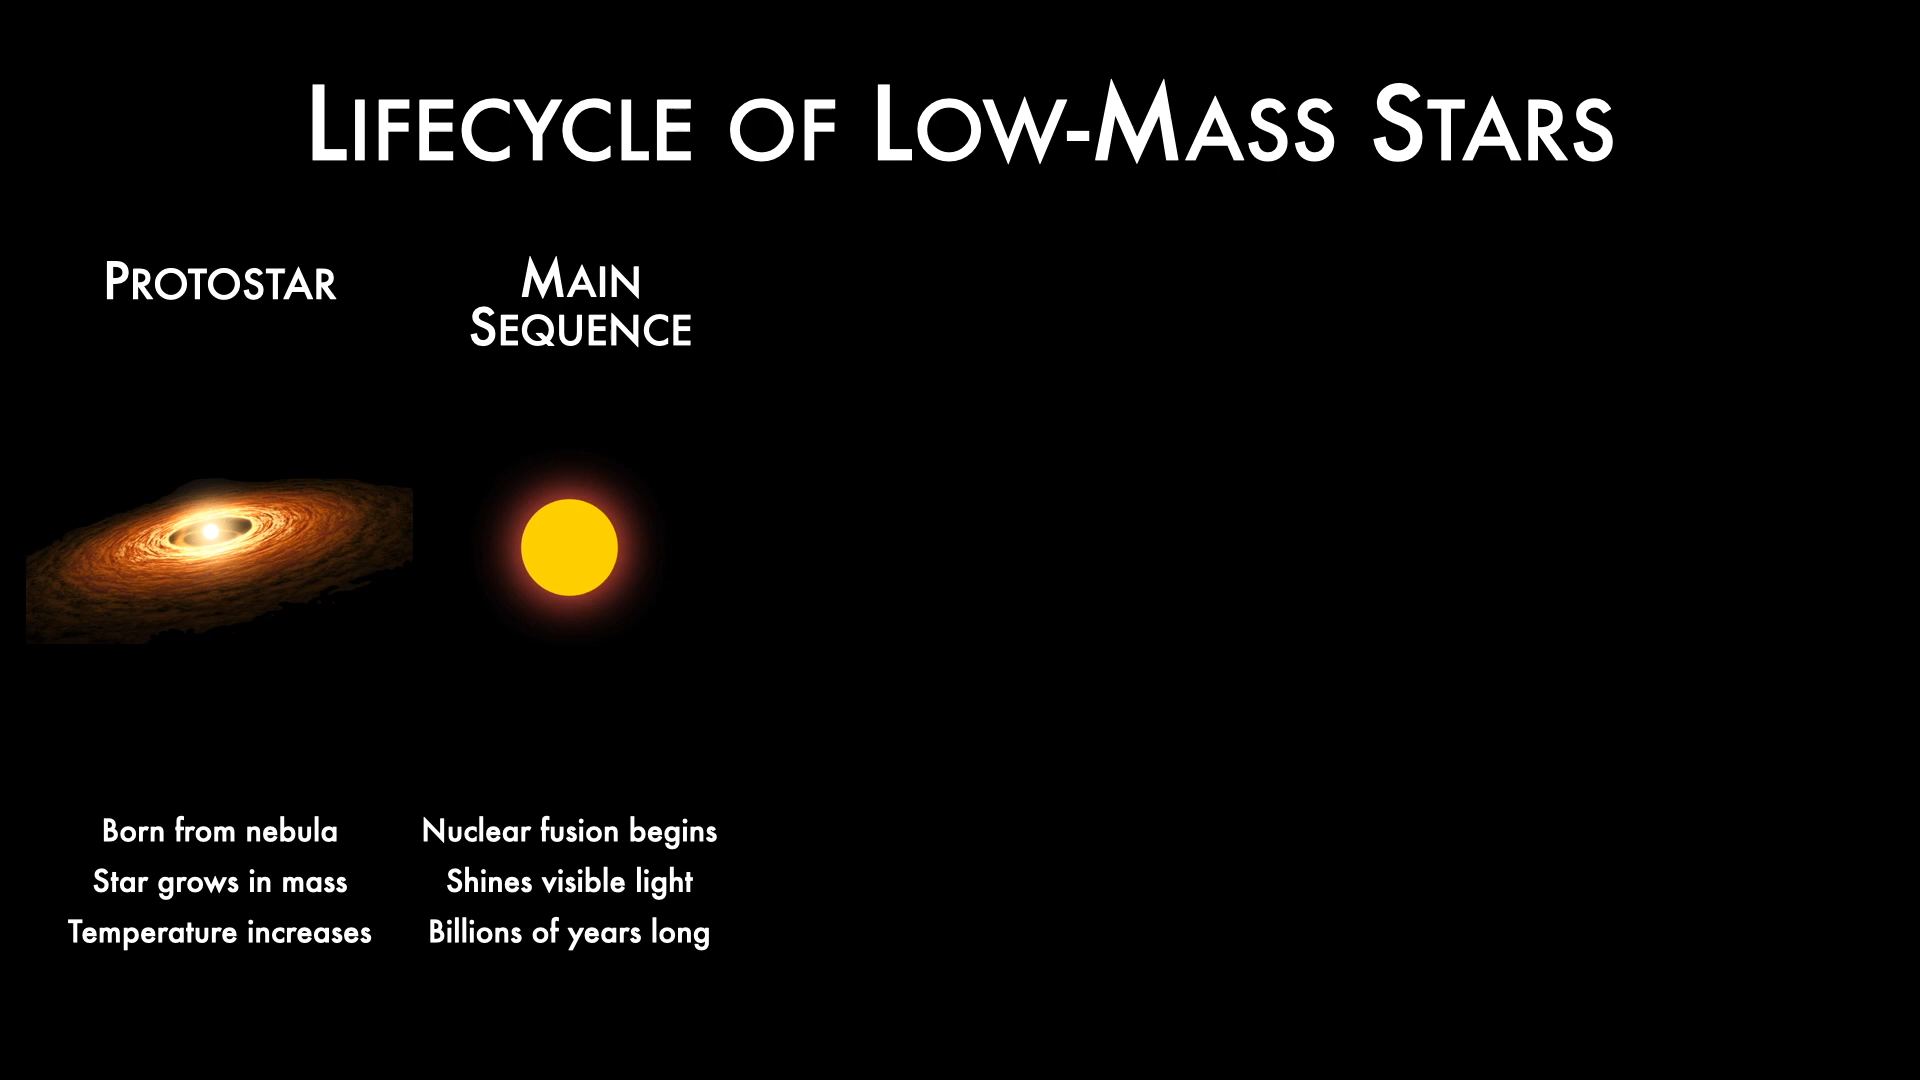 Lifecycle of Low-Mass Stars
Protostar
Main
Sequence
Born from nebula
Star grows in mass
Temperature increases
Nuclear fusion begins
Shines visible light
Billions of years long